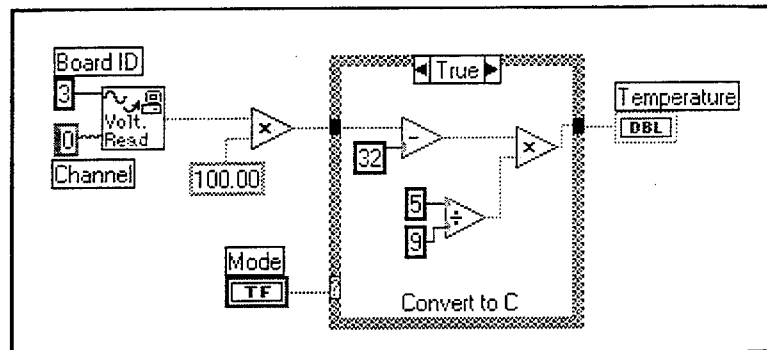 Board ID
3
Volt.
Read
0
Channel
×
100.00
True
−
32
×
5
÷
9
Convert to C
Mode
TF
Temperature
DBL